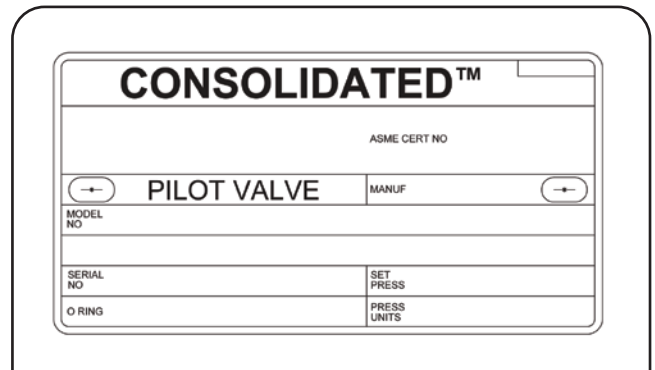 CONSOLIDATED™
ASME CERT NO
PILOT VALVE
MANUF
MODEL
NO
SERIAL
NO
SET
PRESS
O RING
PRESS
UNITS